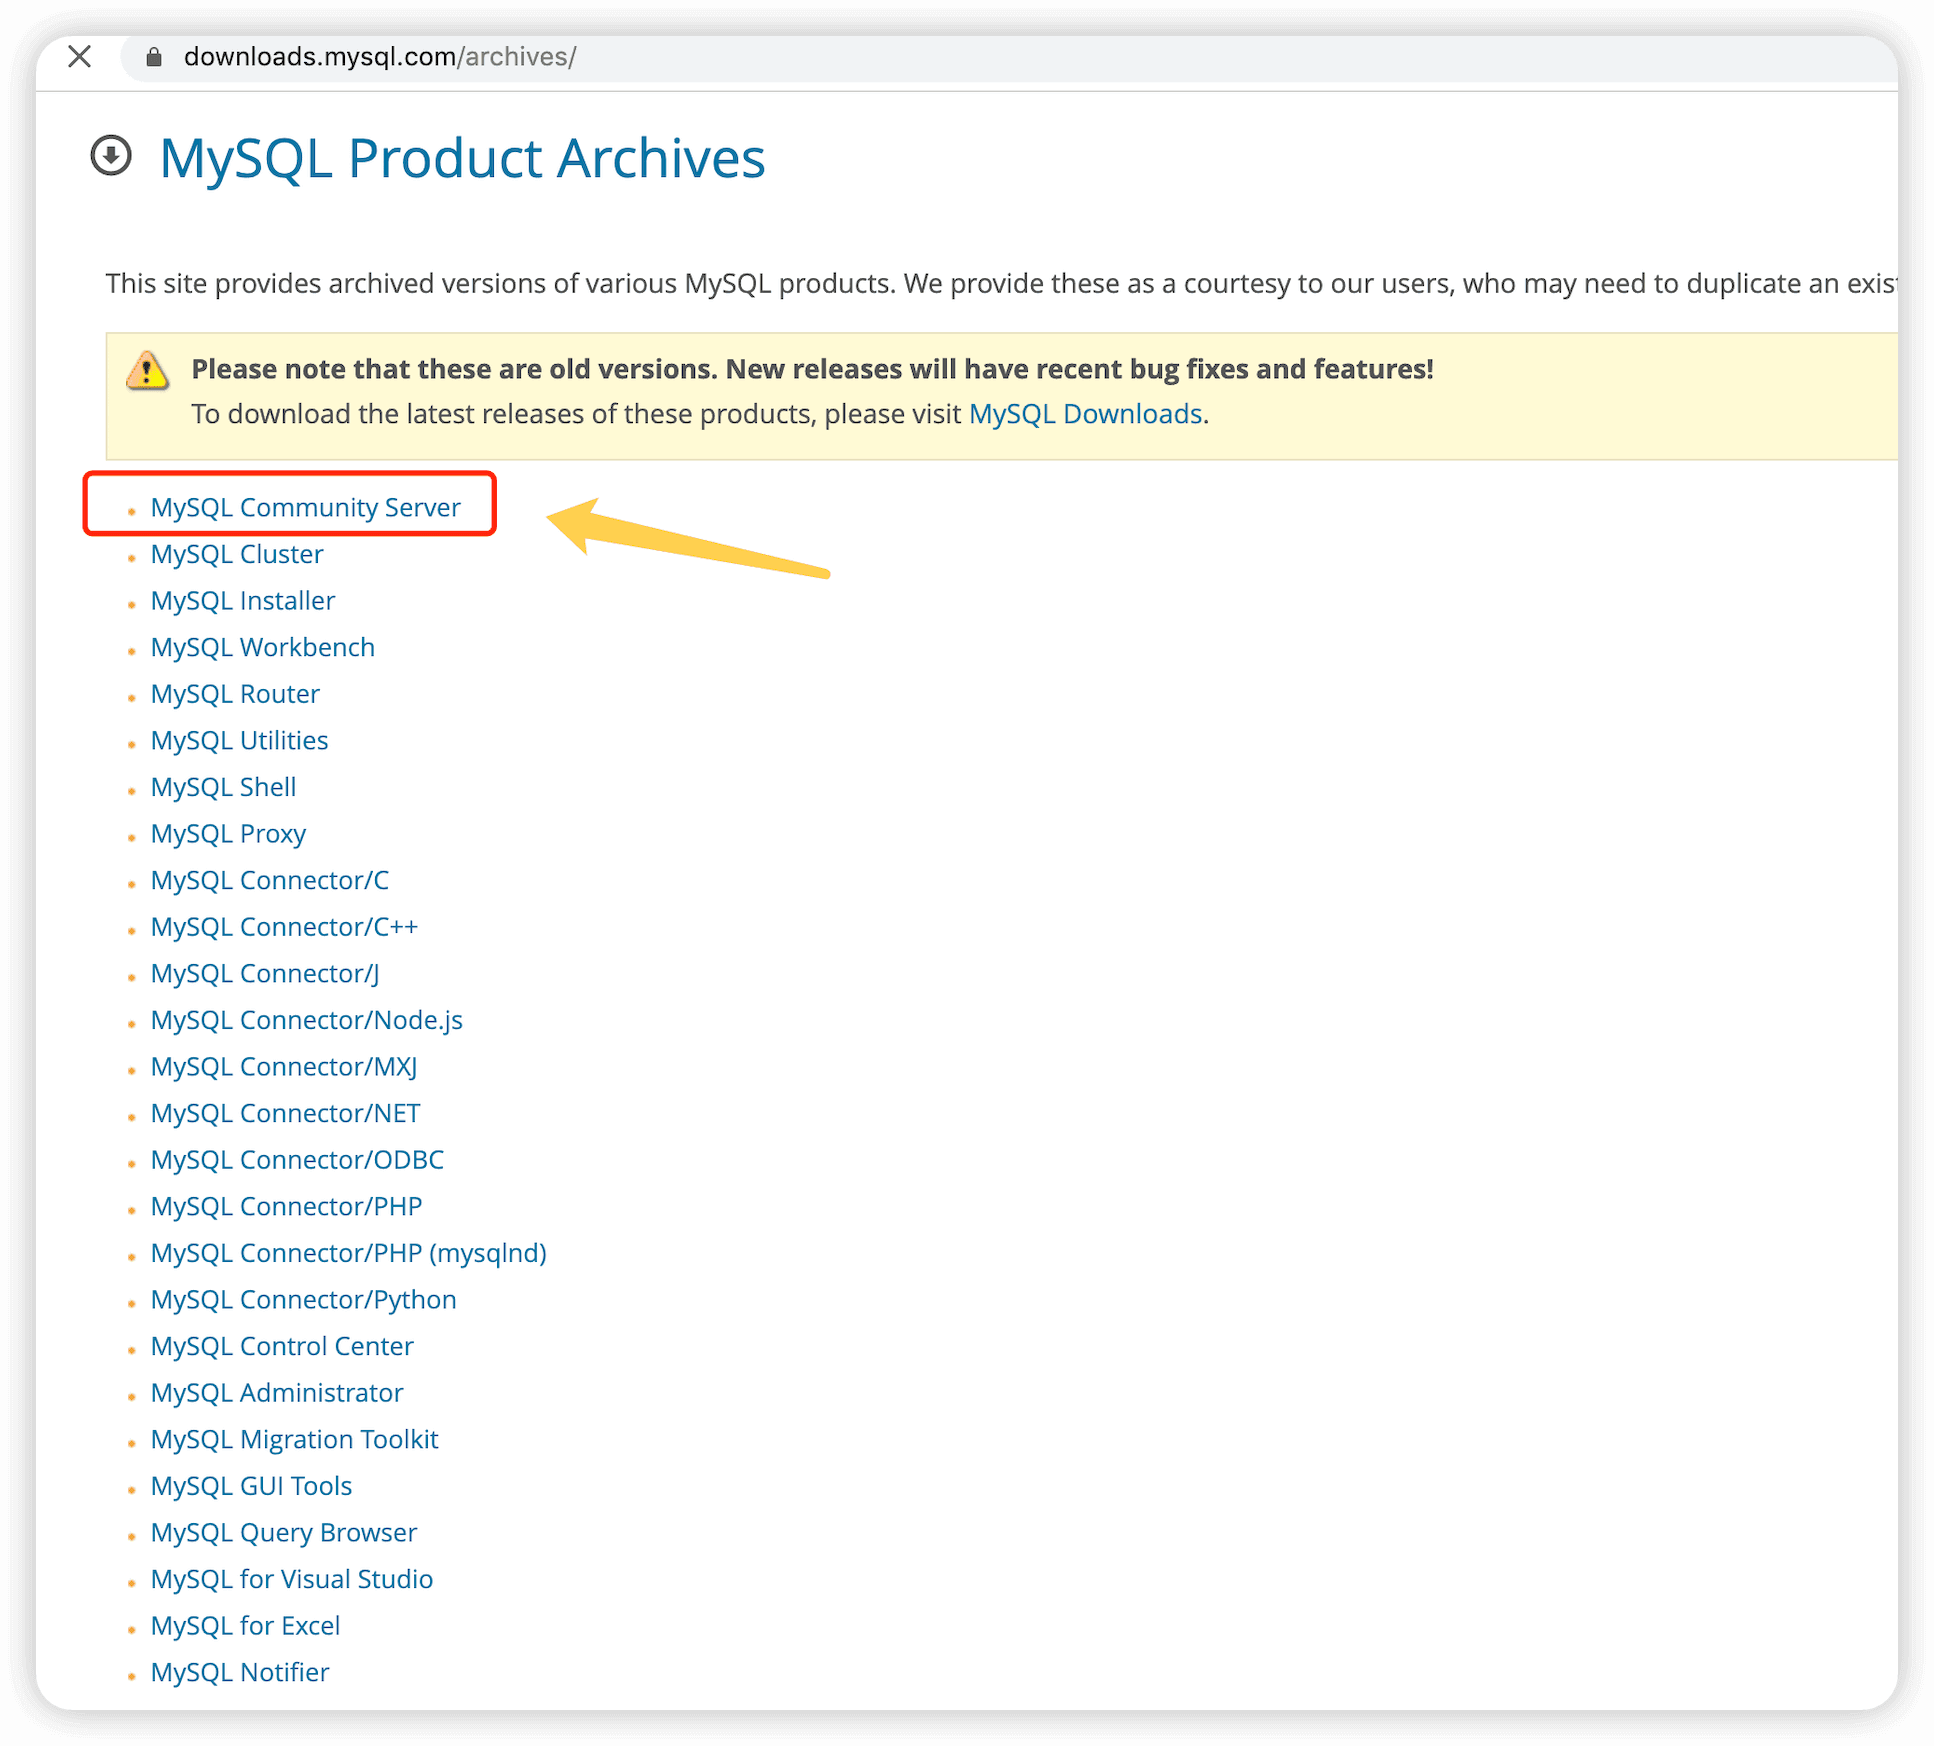 downloads.mysql.com/archives/
MySQL Product Archives
This site provides archived versions of various MySQL products. We provide these as a courtesy to our users, who may need to duplicate an
Please note that these are old versions. New releases will have recent bug fixes and features!
To download the latest releases of these products, please visit MySQL Downloads.
MySQL Community Server
MySQL Cluster
MySQL Installer
MySQL Workbench
MySQL Router
MySQL Utilities
MySQL Shell
MySQL Proxy
MySQL Connector/C
MySQL Connector/C++
MySQL Connector/J
MySQL Connector/Node.js
MySQL Connector/MXJ
MySQL Connector/NET
MySQL Connector/ODBC
MySQL Connector/PHP
MySQL Connector/PHP (mysqlnd)
MySQL Connector/Python
MySQL Control Center
MySQL Administrator
MySQL Migration Toolkit
MySQL GUI Tools
MySQL Query Browser
MySQL for Visual Studio
MySQL for Excel
MySQL Notifier